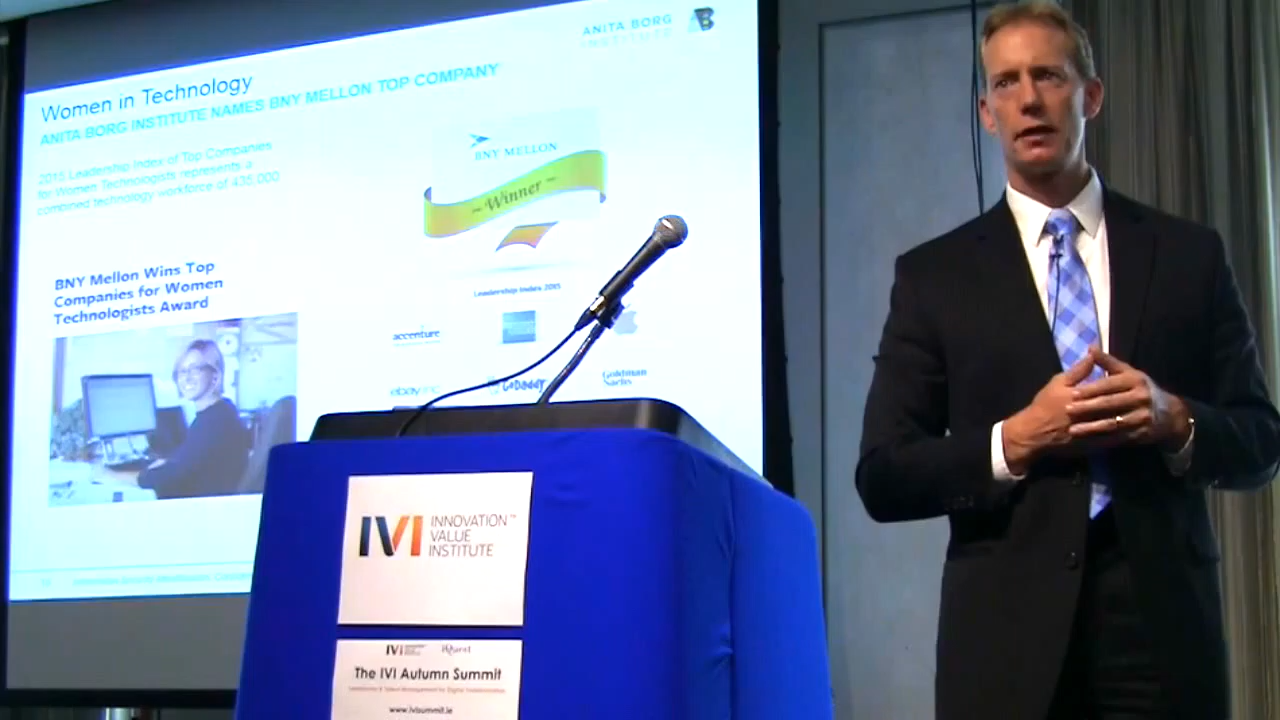 ANITA BORG
INSTITUTE
Women in Technology
ANITA BORG INSTITUTE NAMES BNY MELLON TOP COMPANY
2015 Leadership Index of Top Companies
for Women Technologists represents a
combined technology workforce of 435,000
BNY MELLON
~ Winner ~
Leadership Index 2015
BNY Mellon Wins Top
Companies for Women
Technologists Award
accenture
GoDaddy
Goldman
Sachs
IVI INNOVATION™
VALUE
INSTITUTE
IVI
The IVI Autumn Summit
www.ivisummit.ie